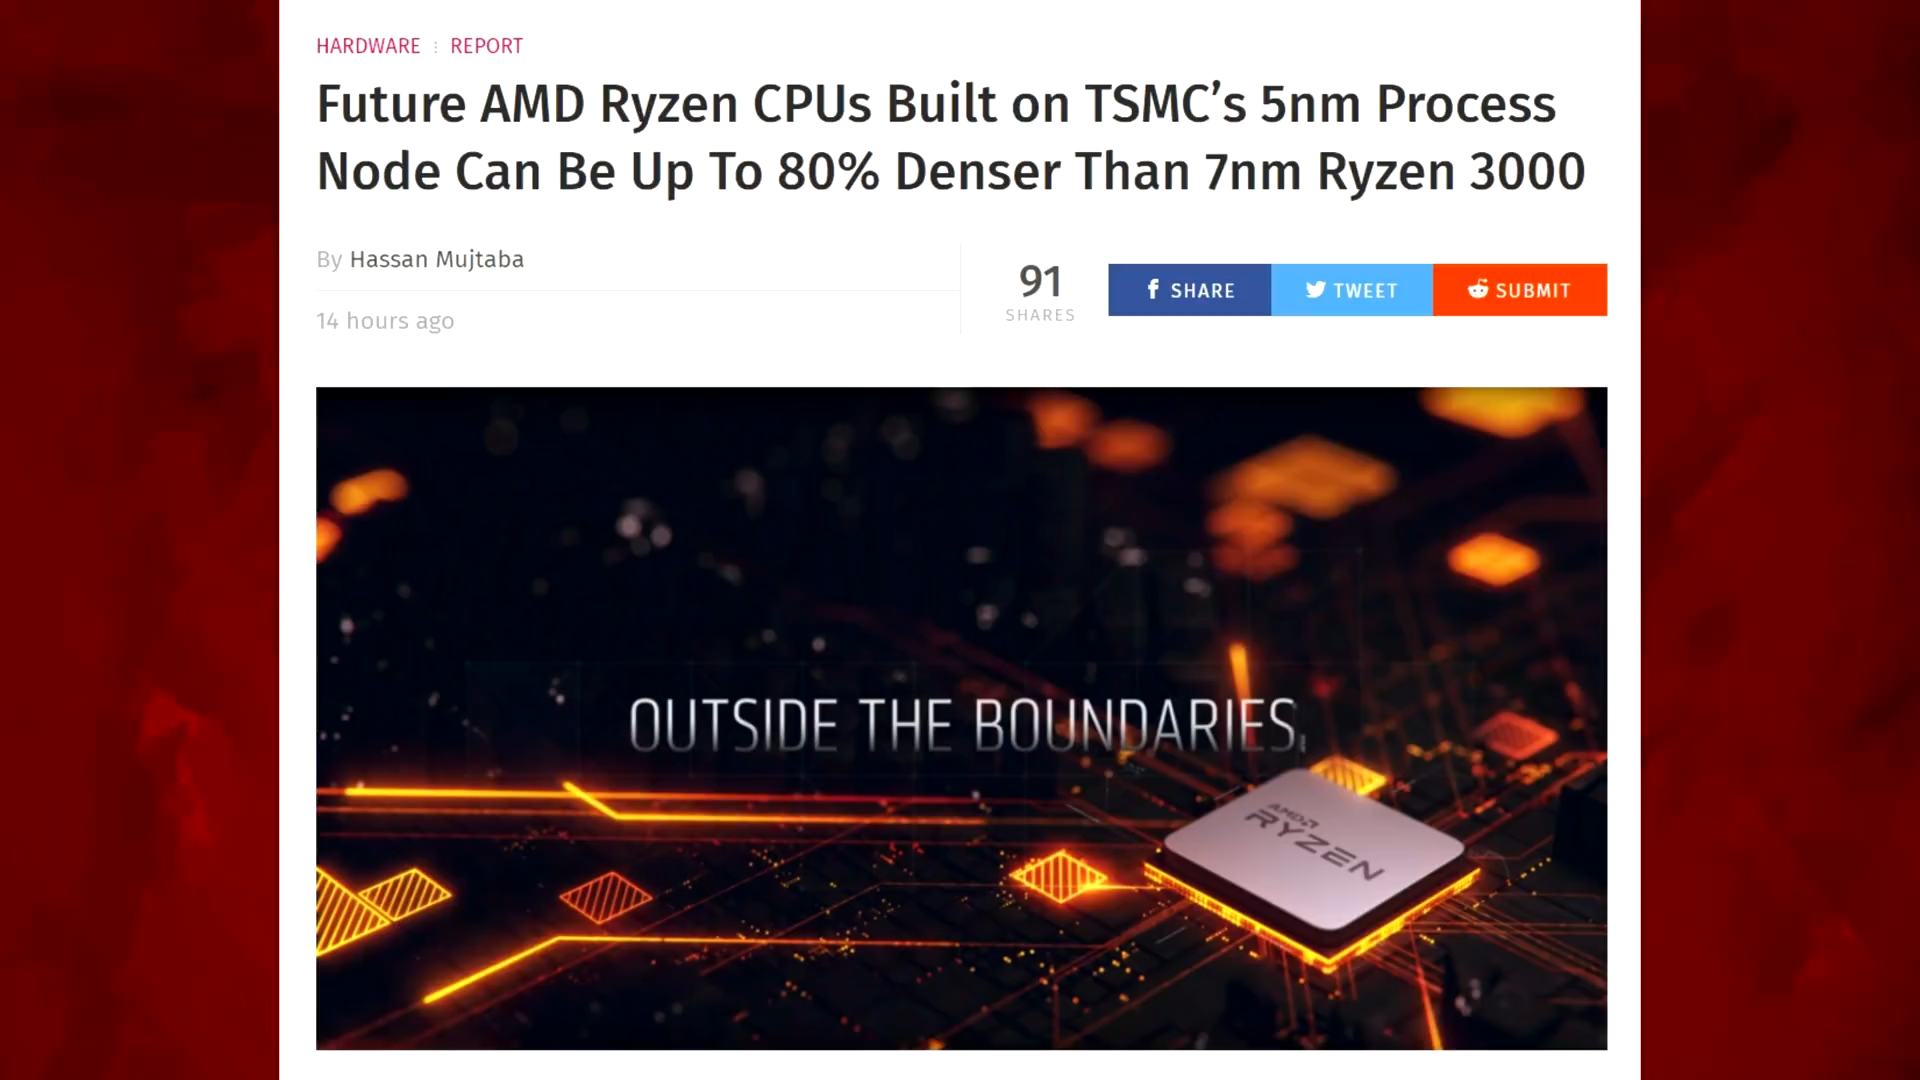 HARDWARE ⋮ REPORT
Future AMD Ryzen CPUs Built on TSMC’s 5nm Process
Node Can Be Up To 80% Denser Than 7nm Ryzen 3000
By Hassan Mujtaba
14 hours ago
91
SHARES
SHARE
TWEET
SUBMIT
OUTSIDE THE BOUNDARIES.
AMD
RYZEN